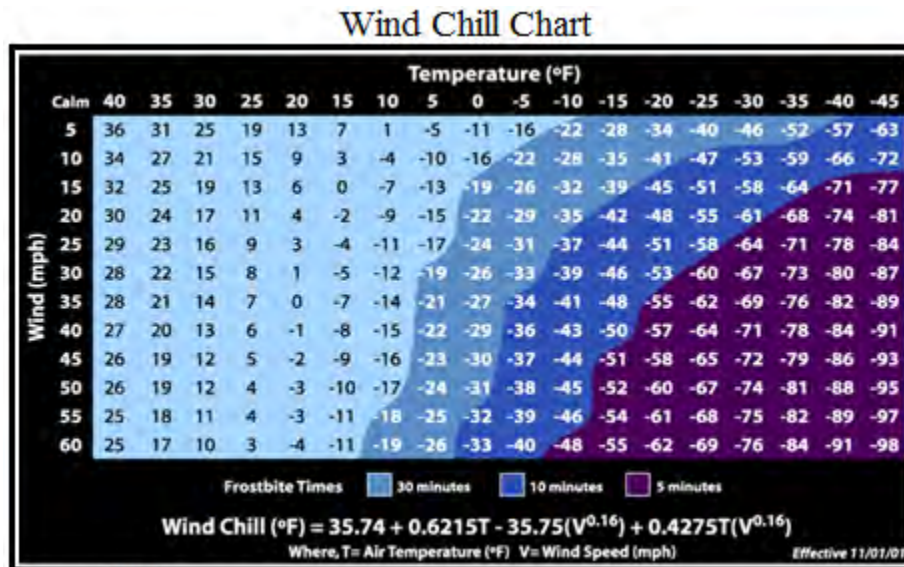 Wind Chill Chart
Temperature (°F)
Calm 40 35 30 25 20 15 10 5 0 -5 -10 -15 -20 -25 -30 -35 -40 -45
5 36 31 25 19 13 7 1 -5 -11 -16 -22 -28 -34 -40 -46 -52 -57 -63
10 34 27 21 15 9 3 -4 -10 -16 -22 -28 -35 -41 -47 -53 -59 -66 -72
15 32 25 19 13 6 0 -7 -13 -19 -26 -32 -39 -45 -51 -58 -64 -71 -77
20 30 24 17 11 4 -2 -9 -15 -22 -29 -35 -42 -48 -55 -61 -68 -74 -81
25 29 23 16 9 3 -4 -11 -17 -24 -31 -37 -44 -51 -58 -64 -71 -78 -84
30 28 22 15 8 1 -5 -12 -19 -26 -33 -39 -46 -53 -60 -67 -73 -80 -87
35 28 21 14 7 0 -7 -14 -21 -27 -34 -41 -48 -55 -62 -69 -76 -82 -89
40 27 20 13 6 -1 -8 -15 -22 -29 -36 -43 -50 -57 -64 -71 -78 -84 -91
45 26 19 12 5 -2 -9 -16 -23 -30 -37 -44 -51 -58 -65 -72 -79 -86 -93
50 26 19 12 4 -3 -10 -17 -24 -31 -38 -45 -52 -60 -67 -74 -81 -88 -95
55 25 18 11 4 -3 -11 -18 -25 -32 -39 -46 -54 -61 -68 -75 -82 -89 -97
60 25 17 10 3 -4 -11 -19 -26 -33 -40 -48 -55 -62 -69 -76 -84 -91 -98
Wind (mph)
Frostbite Times 30 minutes 10 minutes 5 minutes
Wind Chill (°F) = 35.74 + 0.6215T - 35.75(V^0.16) + 0.4275T(V^0.16)
Where, T= Air Temperature (°F) V= Wind Speed (mph)
Effective 11/01/01